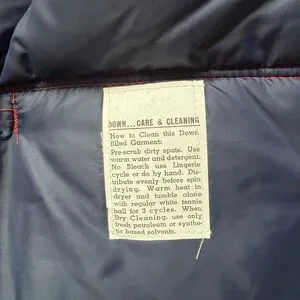 DOWN...CARE & CLEANING
How to Clean this Down
filled Garment:
Pre-scrub dirty spots. Use
warm water and detergent.
No Bleach use Lingerie
cycle or do by hand. Dis-
tribute evenly before spin
drying. Warm heat in
dryer and tumble alone
with regular white tennis
ball for 3 cycles. When
Dry Cleaning, use only
fresh petroleum or synthe-
tic based solvents.